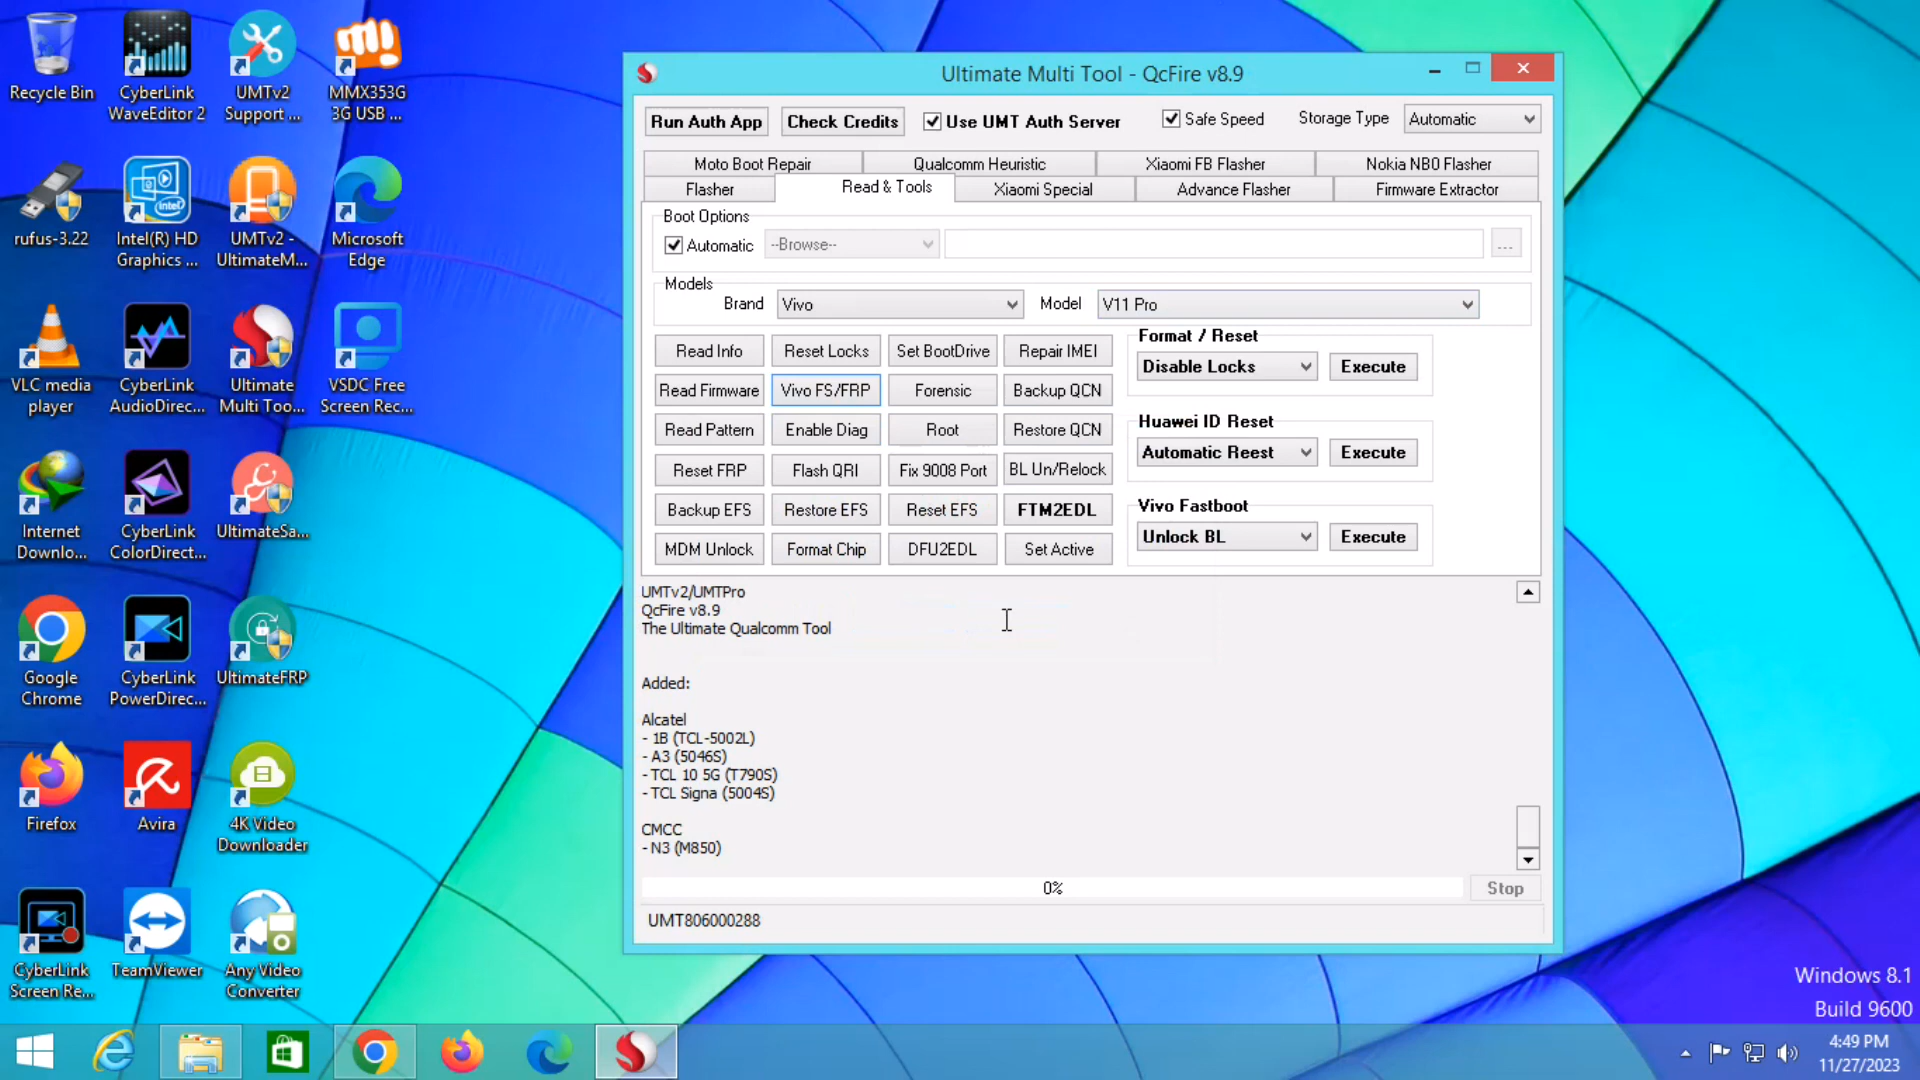 Recycle Bin
CyberLink
WaveEditor 2
UMTv2
Support ...
MMX353G
3G USB ...
rufus-3.22
Intel(R) HD
Graphics ...
UMTv2 -
UltimateM...
Microsoft
Edge
VLC media
player
CyberLink
AudioDirec...
Ultimate
Multi Too...
VSDC Free
Screen Rec...
Internet
Downlo...
CyberLink
ColorDirect...
UltimateSa...
Google
Chrome
CyberLink
PowerDirec...
UltimateFRP
Firefox
Avira
4K Video
Downloader
CyberLink
Screen Re...
TeamViewer
Any Video
Converter
Ultimate Multi Tool - QcFire v8.9
Run Auth App
Check Credits
Use UMT Auth Server
Safe Speed
Storage Type
Automatic
Moto Boot Repair
Qualcomm Heuristic
Xiaomi FB Flasher
Nokia NB0 Flasher
Flasher
Read & Tools
Xiaomi Special
Advance Flasher
Firmware Extractor
Boot Options
Automatic
--Browse--
...
Models
Brand
Vivo
Model
V11 Pro
Read Info
Reset Locks
Set BootDrive
Repair IMEI
Read Firmware
Vivo FS/FRP
Forensic
Backup QCN
Read Pattern
Enable Diag
Root
Restore QCN
Reset FRP
Flash QRI
Fix 9008 Port
BL Un/Relock
Backup EFS
Restore EFS
Reset EFS
FTM2EDL
MDM Unlock
Format Chip
DFU2EDL
Set Active
Format / Reset
Disable Locks
Execute
Huawei ID Reset
Automatic Reest
Execute
Vivo Fastboot
Unlock BL
Execute
UMTv2/UMTPro
QcFire v8.9
The Ultimate Qualcomm Tool
Added:
Alcatel
- 1B (TCL-5002L)
- A3 (5046S)
- TCL 10 5G (T790S)
- TCL Signa (5004S)
CMCC
- N3 (M850)
0%
Stop
UMT806000288
Windows 8.1
Build 9600
4:49 PM
11/27/2023